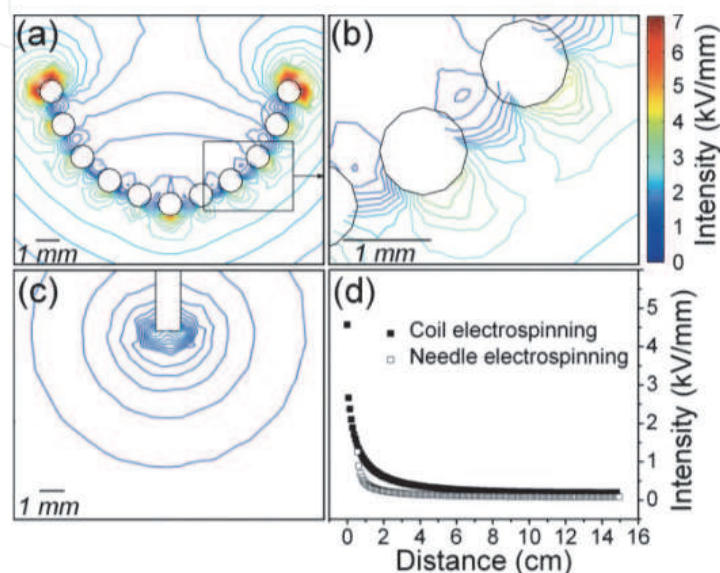 (a)
1 mm
(b)
1 mm
7
6
5
4
3
2
1
0
Intensity (kV/mm)
(c)
1 mm
(d)
Coil electrospinning
Needle electrospinning
5
4
3
2
1
0
Intensity (kV/mm)
0 2 4 6 8 10 12 14 16
Distance (cm)